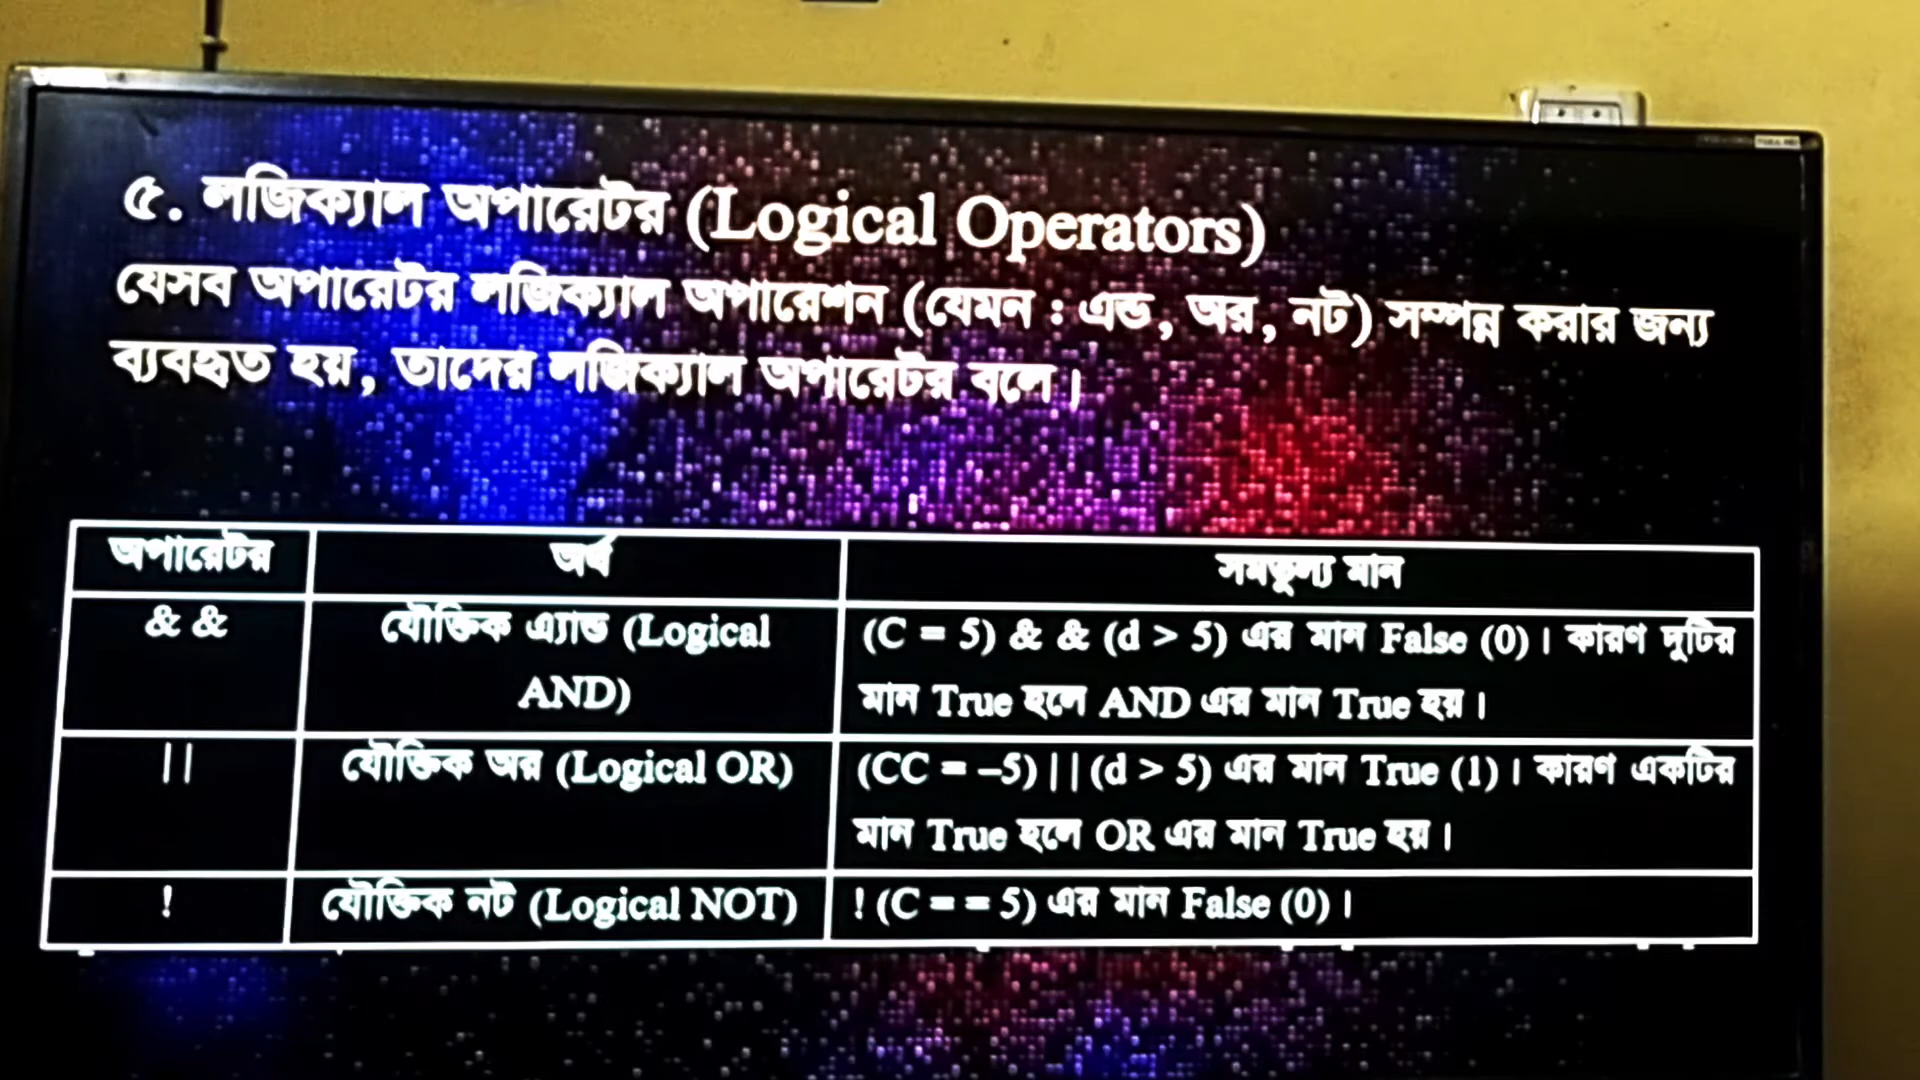 ৫. লজিক্যাল অপারেটর (Logical Operators)
যেসব অপারেটর লজিক্যাল অপারেশন (যেমন : এন্ড, অর, নট) সম্পন্ন করার জন্য
ব্যবহৃত হয়, তাদের লজিক্যাল অপারেটর বলে।
অপারেটর অর্থ সমতুল্য মান
& & যৌক্তিক এ্যান্ড (Logical (C = 5) & & (d > 5) এর মান False (0)। কারণ দুটির
AND) মান True হলে AND এর মান True হয়।
|| যৌক্তিক অর (Logical OR) (CC = –5) || (d > 5) এর মান True (1)। কারণ একটির
মান True হলে OR এর মান True হয়।
! যৌক্তিক নট (Logical NOT) ! (C = = 5) এর মান False (0)।